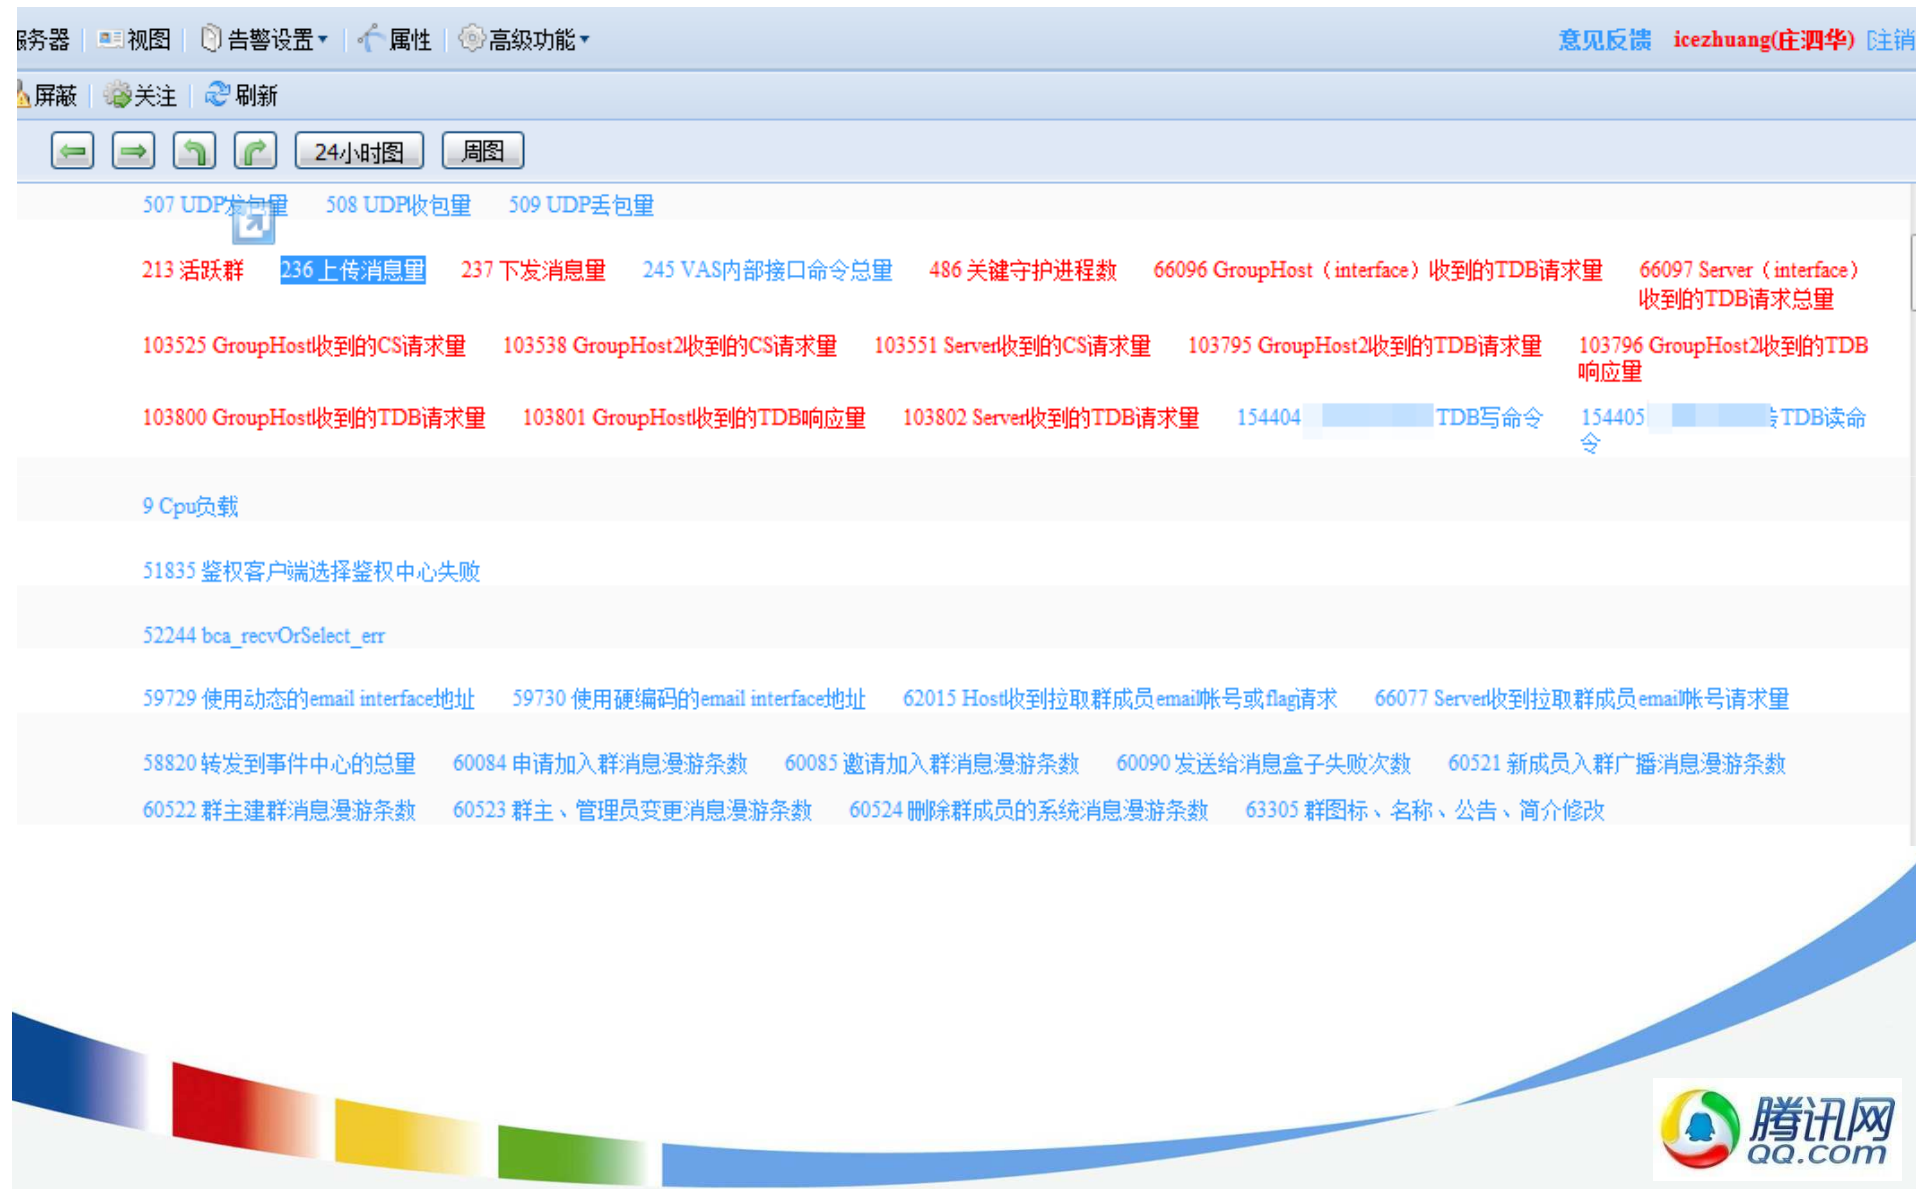 务器 视图 告警设置 属性 高级功能 意见反馈 icezhuang(庄泗华) [注销
屏蔽 关注 刷新
24小时图 周图
507 UDP发包量 508 UDP收包量 509 UDP丢包量
213 活跃群 236 上传消息量 237 下发消息量 245 VAS内部接口命令总量 486 关键守护进程数 66096 GroupHost（interface）收到的TDB请求量 66097 Server（interface）
收到的TDB请求总量
103525 GroupHost收到的CS请求量 103538 GroupHost2收到的CS请求量 103551 Server收到的CS请求量 103795 GroupHost2收到的TDB请求量 103796 GroupHost2收到的TDB
响应量
103800 GroupHost收到的TDB请求量 103801 GroupHost收到的TDB响应量 103802 Server收到的TDB请求量 154404 TDB写命令 154405 TDB读命
令
9 Cpu负载
51835 鉴权客户端选择鉴权中心失败
52244 bca_recvOrSelect_err
59729 使用动态的email interface地址 59730 使用硬编码的email interface地址 62015 Host收到拉取群成员email帐号或flag请求 66077 Server收到拉取群成员email帐号请求量
58820 转发到事件中心的总量 60084 申请加入群消息漫游条数 60085 邀请加入群消息漫游条数 60090 发送给消息盒子失败次数 60521 新成员入群广播消息漫游条数
60522 群主建群消息漫游条数 60523 群主、管理员变更消息漫游条数 60524 删除群成员的系统消息漫游条数 63305 群图标、名称、公告、简介修改
腾讯网
QQ.com